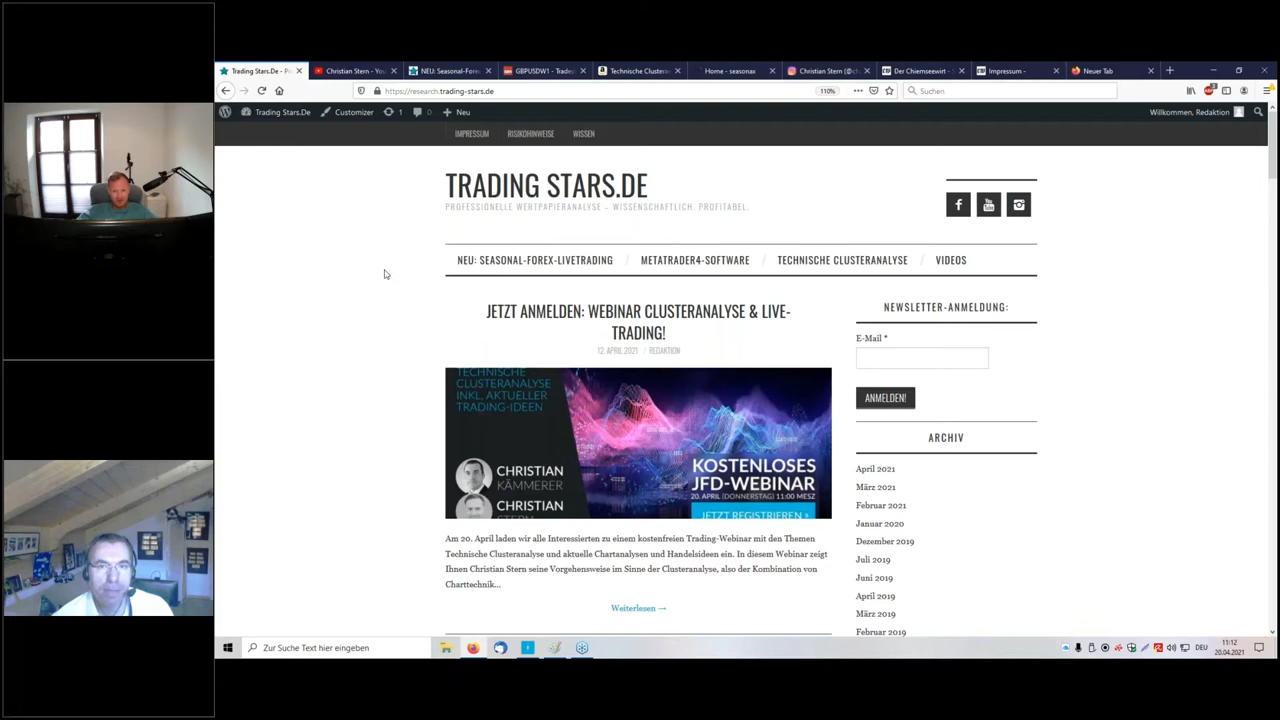 Trading Stars.De - P
Christian Stern - You
NEU: Seasonal-Fore
GBPUSDW1 - Trades
Technische Clustera
Home - seasonax
Christian Stern (@c
Der Chiemseewirt - C
Impressum -
Neuer Tab
https://research.trading-stars.de
110%
Suchen
Trading Stars.De
Customizer
1
0
Neu
Willkommen, Redaktion
IMPRESSUM
RISIKOHINWEISE
WISSEN
TRADING STARS.DE
PROFESSIONELLE WERTPAPIERANALYSE – WISSENSCHAFTLICH. PROFITABEL.
NEU: SEASONAL-FOREX-LIVETRADING / METATRADER4-SOFTWARE / TECHNISCHE CLUSTERANALYSE / VIDEOS
JETZT ANMELDEN: WEBINAR CLUSTERANALYSE & LIVE-
TRADING!
12. APRIL 2021 / REDAKTION
TECHNISCHE
CLUSTERANALYSE
INKL. AKTUELLER
TRADING-IDEEN
CHRISTIAN
KÄMMERER
CHRISTIAN
STERN
KOSTENLOSES
JFD-WEBINAR
20. APRIL (DONNERSTAG) 11:00 MESZ
JETZT REGISTRIEREN »
Am 20. April laden wir alle Interessierten zu einem kostenfreien Trading-Webinar mit den Themen
Technische Clusteranalyse und aktuelle Chartanalysen und Handelsideen ein. In diesem Webinar zeigt
Ihnen Christian Stern seine Vorgehensweise im Sinne der Clusteranalyse, also der Kombination von
Charttechnik...
Weiterlesen →
NEWSLETTER-ANMELDUNG:
E-Mail *
ANMELDEN!
ARCHIV
April 2021
März 2021
Februar 2021
Januar 2020
Dezember 2019
Juli 2019
Juni 2019
April 2019
März 2019
Februar 2019
Zur Suche Text hier eingeben
DEU
11:12
20.04.2021